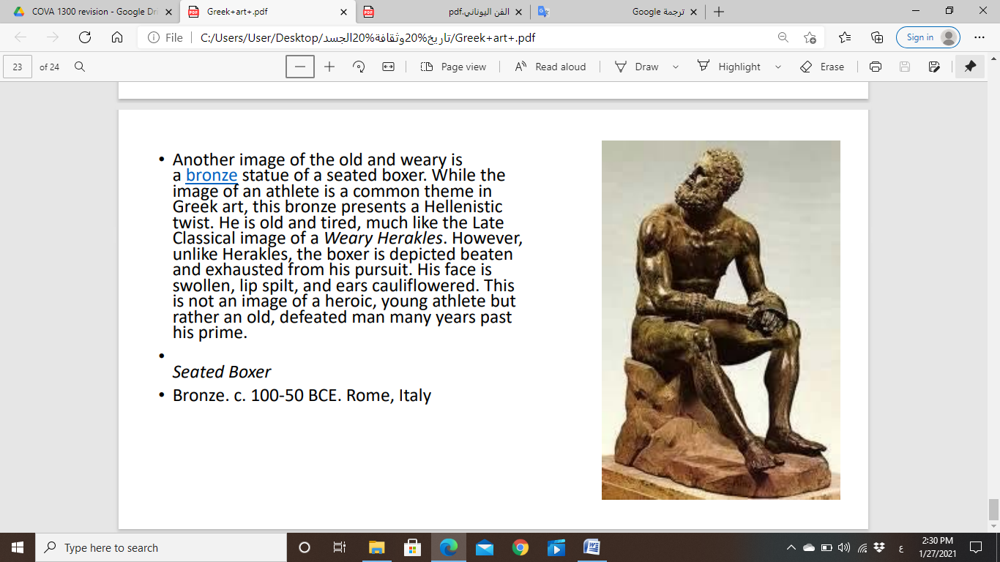 COVA 1300 revision - Google Dri
Greek+art+.pdf
الفن اليوناني.pdf
ترجمة Google
File
C:/Users/User/Desktop/تاريخ%20وثقافة%20الجسد/Greek+art+.pdf
Sign in
23 of 24
Page view
Read aloud
Draw
Highlight
Erase
• Another image of the old and weary is
a bronze statue of a seated boxer. While the
image of an athlete is a common theme in
Greek art, this bronze presents a Hellenistic
twist. He is old and tired, much like the Late
Classical image of a Weary Herakles. However,
unlike Herakles, the boxer is depicted beaten
and exhausted from his pursuit. His face is
swollen, lip spilt, and ears cauliflowered. This
is not an image of a heroic, young athlete but
rather an old, defeated man many years past
his prime.
•
Seated Boxer
• Bronze. c. 100-50 BCE. Rome, Italy
Type here to search
ع
2:30 PM
1/27/2021